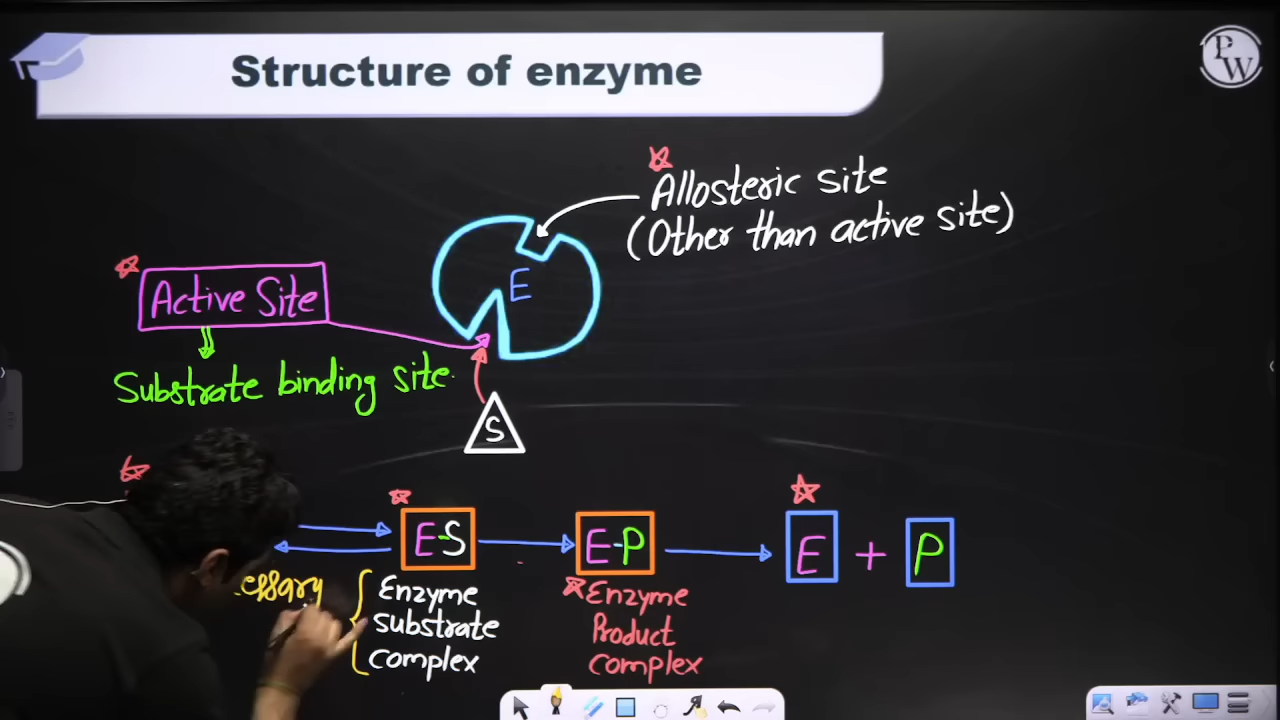 Structure of enzyme
PW
Allosteric site
(Other than active site)
E
Active Site
Substrate binding site.
S
E-S
E-P
E + P
Enzyme
substrate
complex
Enzyme
Product
complex